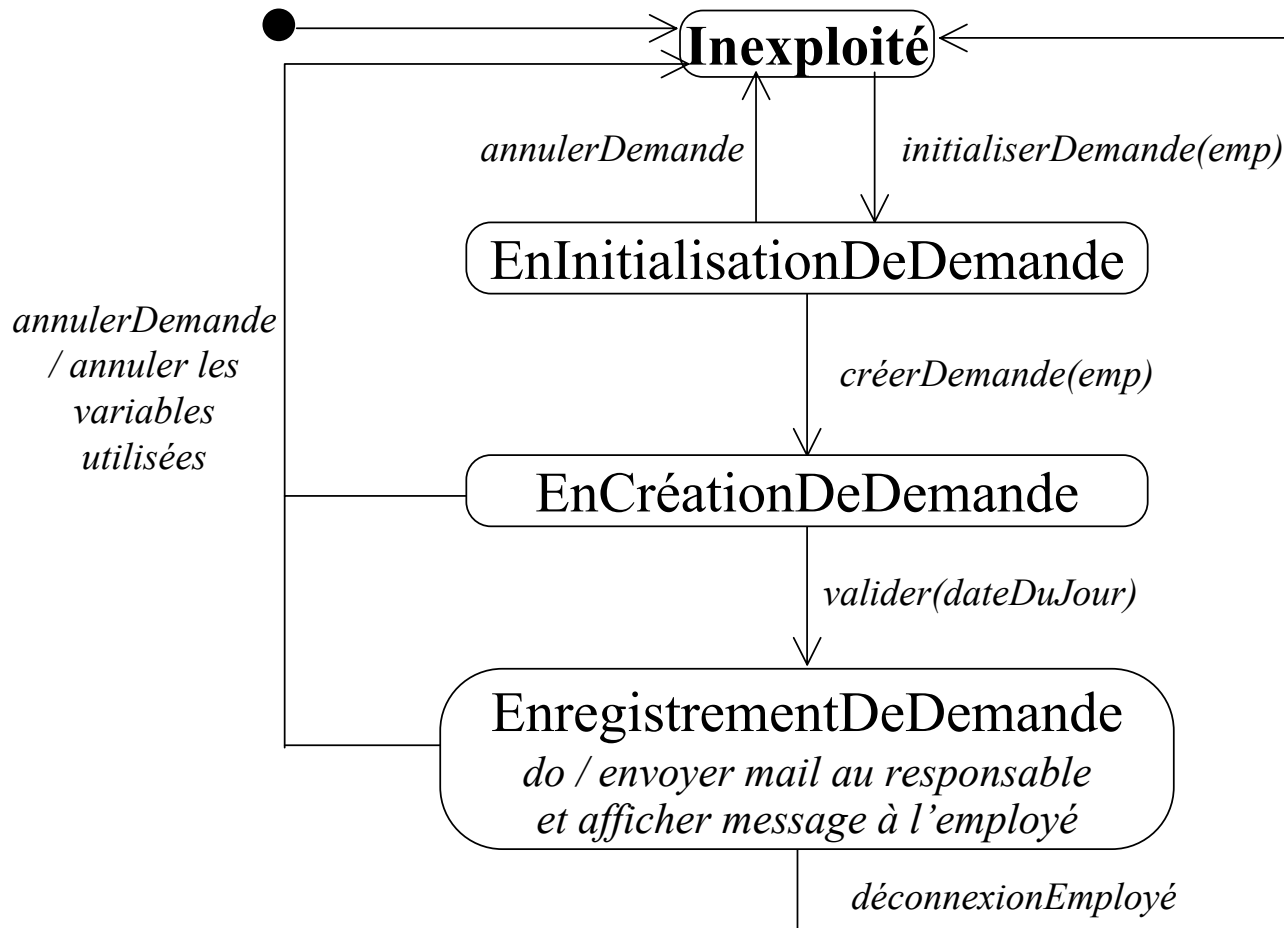 Inexploité
annulerDemande
initialiserDemande(emp)
EnInitialisationDeDemande
annulerDemande
/ annuler les
variables
utilisées
créerDemande(emp)
EnCréationDeDemande
valider(dateDuJour)
EnregistrementDeDemande
do / envoyer mail au responsable
et afficher message à l’employé
déconnexionEmployé